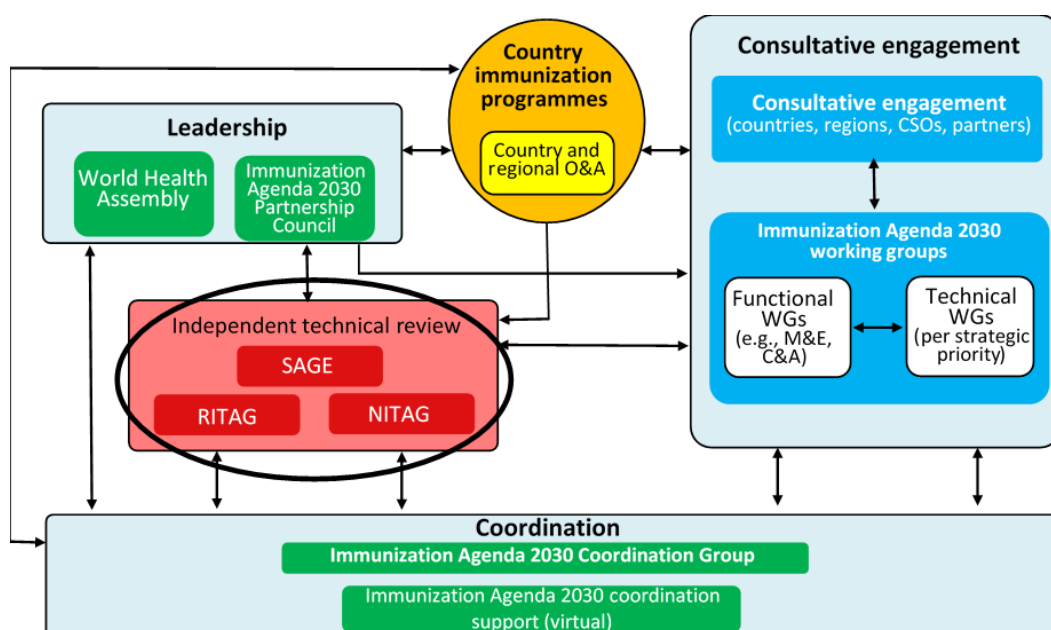 Country
immunization
programmes
Country and
regional O&A
Leadership
World Health
Assembly
Immunization
Agenda 2030
Partnership
Council
Consultative engagement
Consultative engagement
(countries, regions, CSOs, partners)
Immunization Agenda 2030
working groups
Functional
WGs
(e.g., M&E,
C&A)
Technical
WGs
(per strategic
priority)
Independent technical review
SAGE
RITAG
NITAG
Coordination
Immunization Agenda 2030 Coordination Group
Immunization Agenda 2030 coordination
support (virtual)